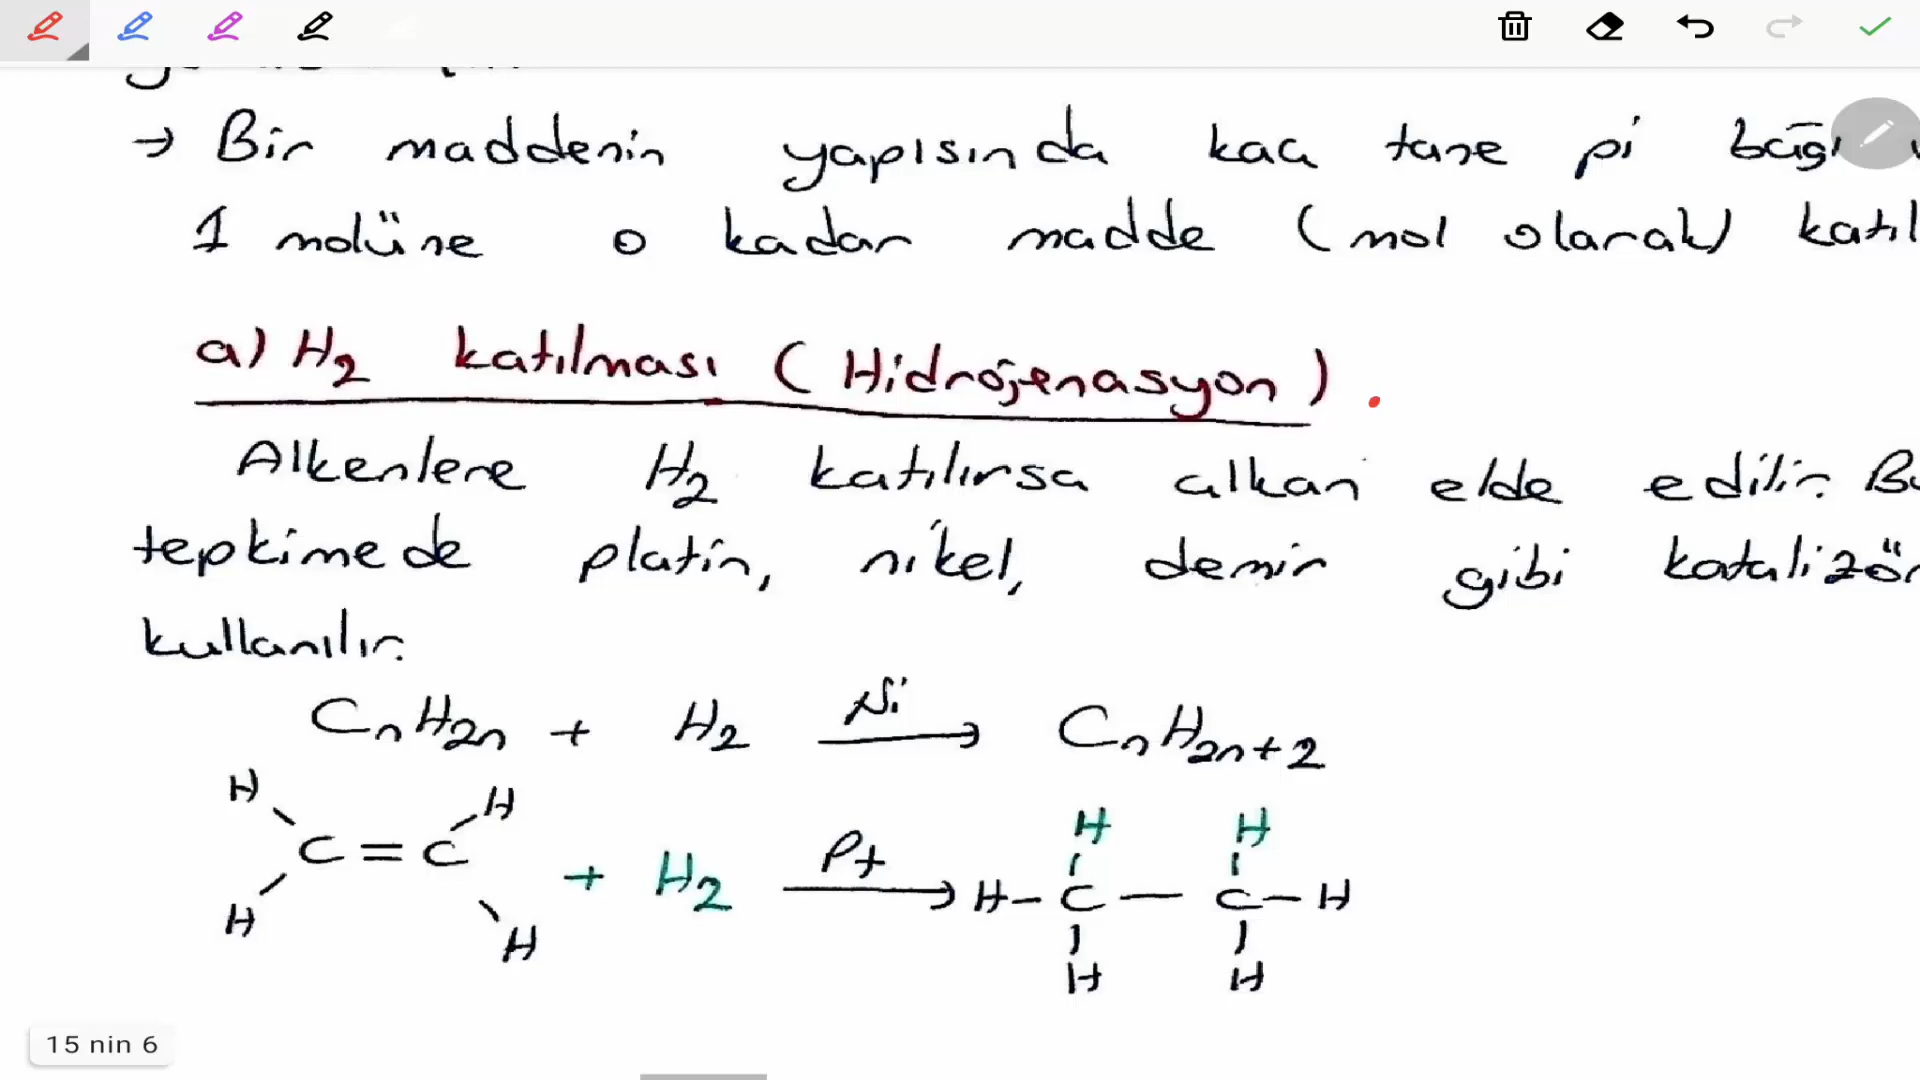 → Bir maddenin yapısında kaç tane pi bağı
1 molüne o kadar madde (mol olarak) katıl
a) H2 katılması (Hidrojenasyon).
Alkenlere H2 katılırsa alkan elde edilir. Bu
tepkimede platin, nikel, demir gibi katalizör
kullanılır.
CnH2n + H2 Ni → CnH2n+2
H H H H
C = C + H2 Pt → H - C — C - H
H H H H
15 nin 6